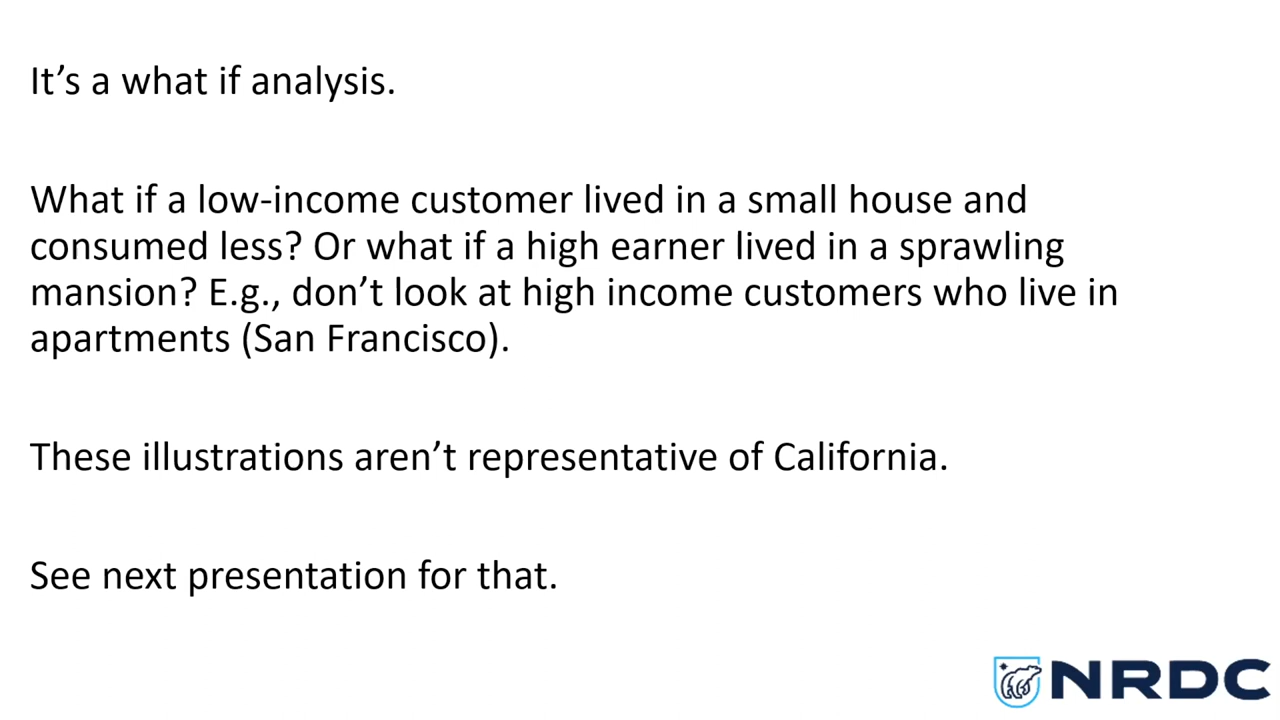 It’s a what if analysis.
What if a low-income customer lived in a small house and
consumed less? Or what if a high earner lived in a sprawling
mansion? E.g., don’t look at high income customers who live in
apartments (San Francisco).
These illustrations aren’t representative of California.
See next presentation for that.
NRDC